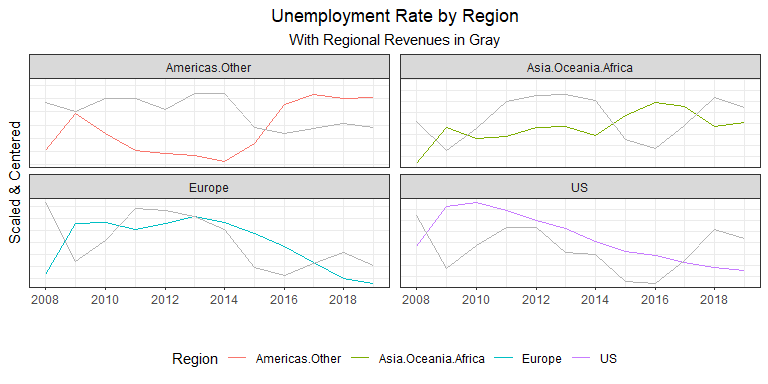 Unemployment Rate by Region
With Regional Revenues in Gray
Americas.Other
Asia.Oceania.Africa
Scaled & Centered
Europe
US
2008 2010 2012 2014 2016 2018
2008 2010 2012 2014 2016 2018
Region Americas.Other Asia.Oceania.Africa Europe US